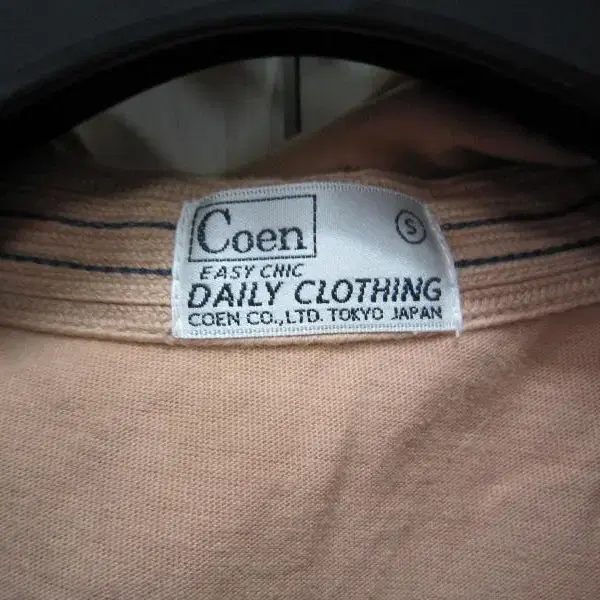 Coen
S
EASY CHIC
DAILY CLOTHING
COEN CO.,LTD. TOKYO JAPAN